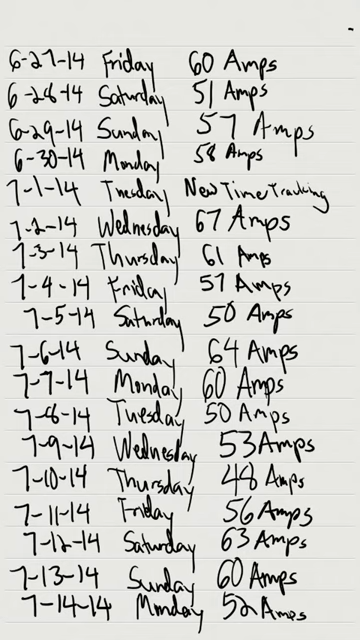 6-27-14 Friday 60 Amps
6-28-14 Saturday 51 Amps
6-29-14 Sunday 57 Amps
6-30-14 Monday 58 Amps
7-1-14 Tuesday New Time Tracking
7-2-14 Wednesday 67 Amps
7-3-14 Thursday 61 Amps
7-4-14 Friday 57 Amps
7-5-14 Saturday 50 Amps
7-6-14 Sunday 64 Amps
7-7-14 Monday 60 Amps
7-8-14 Tuesday 50 Amps
7-9-14 Wednesday 53 Amps
7-10-14 Thursday 48 Amps
7-11-14 Friday 56 Amps
7-12-14 Saturday 63 Amps
7-13-14 Sunday 60 Amps
7-14-14 Monday 52 Amps